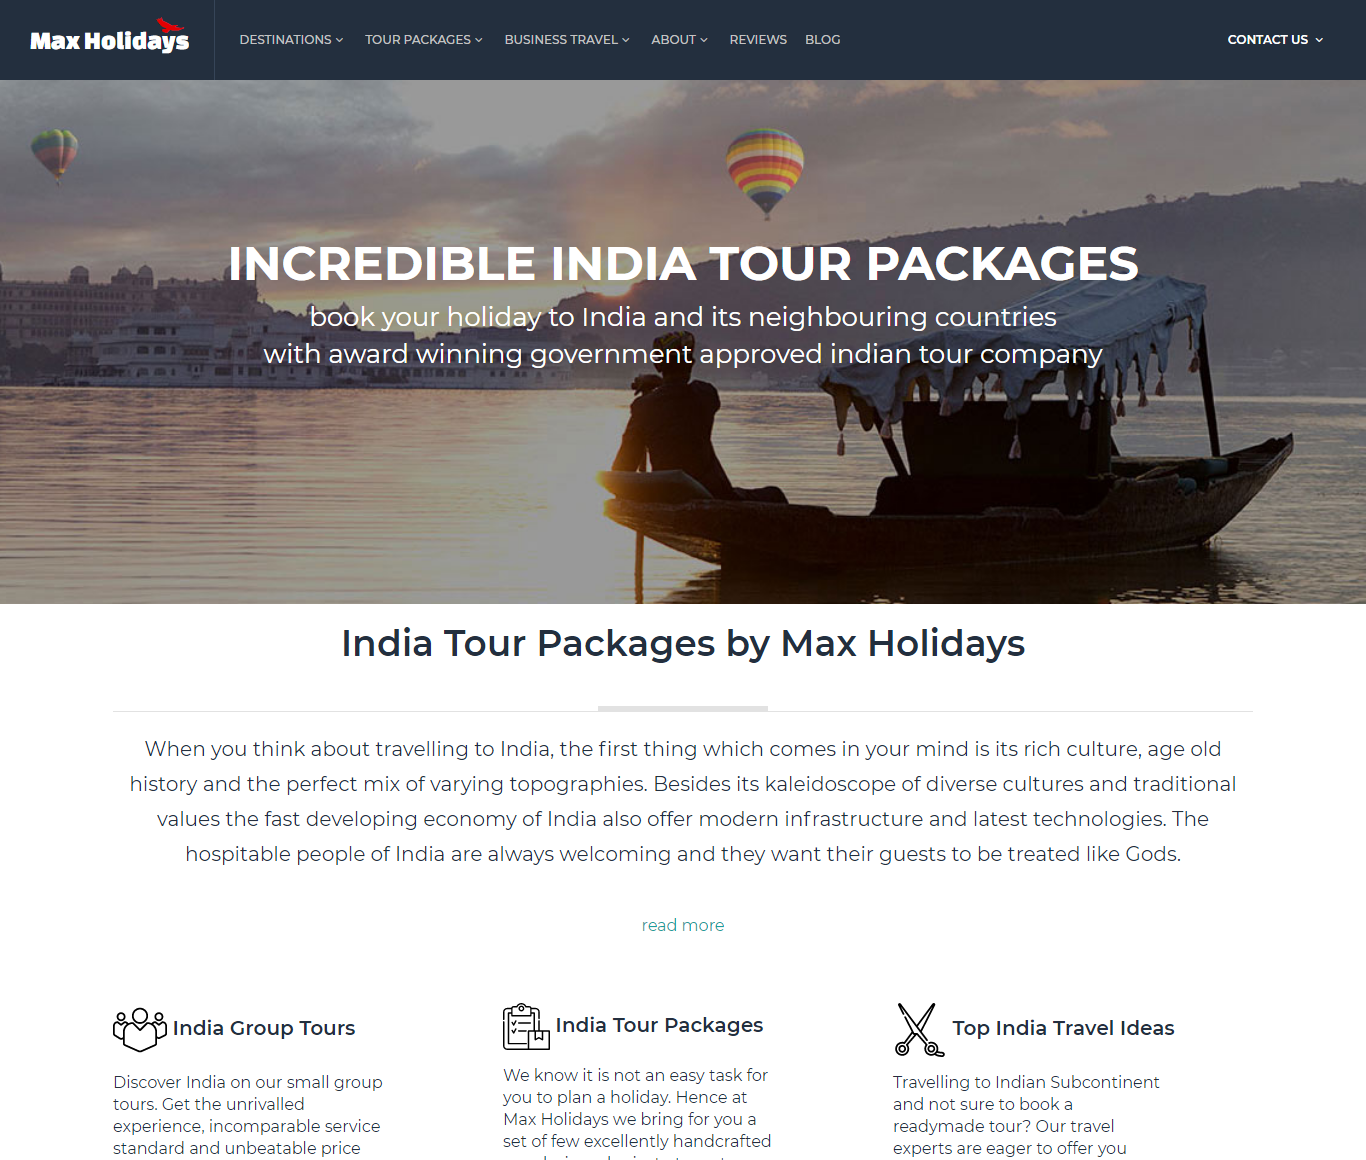 Max Holidays
DESTINATIONS
TOUR PACKAGES
BUSINESS TRAVEL
ABOUT
REVIEWS
BLOG
CONTACT US
INCREDIBLE INDIA TOUR PACKAGES
book your holiday to India and its neighbouring countries
with award winning government approved indian tour company
India Tour Packages by Max Holidays
When you think about travelling to India, the first thing which comes in your mind is its rich culture, age old
history and the perfect mix of varying topographies. Besides its kaleidoscope of diverse cultures and traditional
values the fast developing economy of India also offer modern infrastructure and latest technologies. The
hospitable people of India are always welcoming and they want their guests to be treated like Gods.
read more
India Group Tours
Discover India on our small group
tours. Get the unrivalled
experience, incomparable service
standard and unbeatable price
India Tour Packages
We know it is not an easy task for
you to plan a holiday. Hence at
Max Holidays we bring for you a
set of few excellently handcrafted
Top India Travel Ideas
Travelling to Indian Subcontinent
and not sure to book a
readymade tour? Our travel
experts are eager to offer you